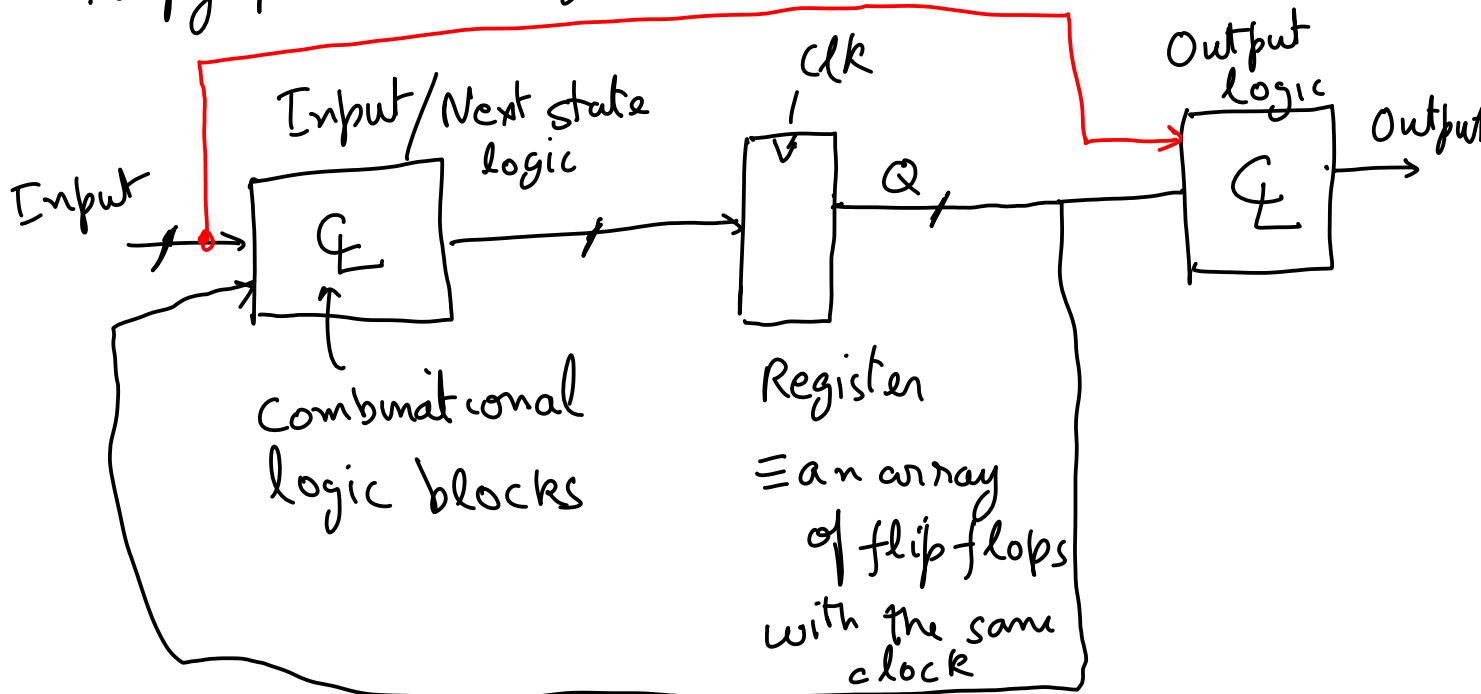 Input
Input/Next state
logic
CL
Combinational
logic blocks
clk
Q
Register
≡ an array
of flip-flops
with the same
clock
Output
logic
CL
Output